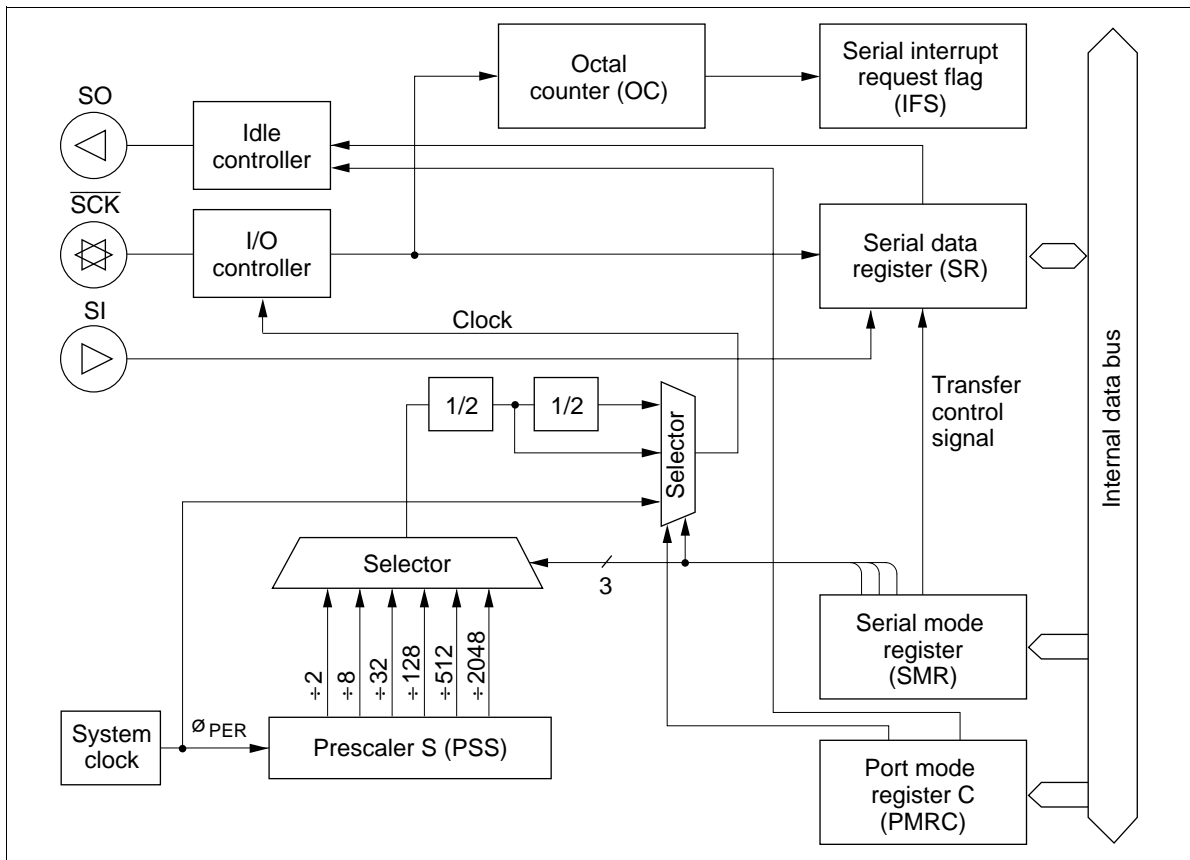 Octal
counter (OC)
Serial interrupt
request flag
(IFS)
SO
Idle
controller
SCK
I/O
controller
Serial data
register (SR)
SI
Clock
Transfer
control
signal
Internal data bus
1/2
1/2
Selector
Selector
3
÷2
÷8
÷32
÷128
÷512
÷2048
Serial mode
register
(SMR)
System
clock
ø PER
Prescaler S (PSS)
Port mode
register C
(PMRC)